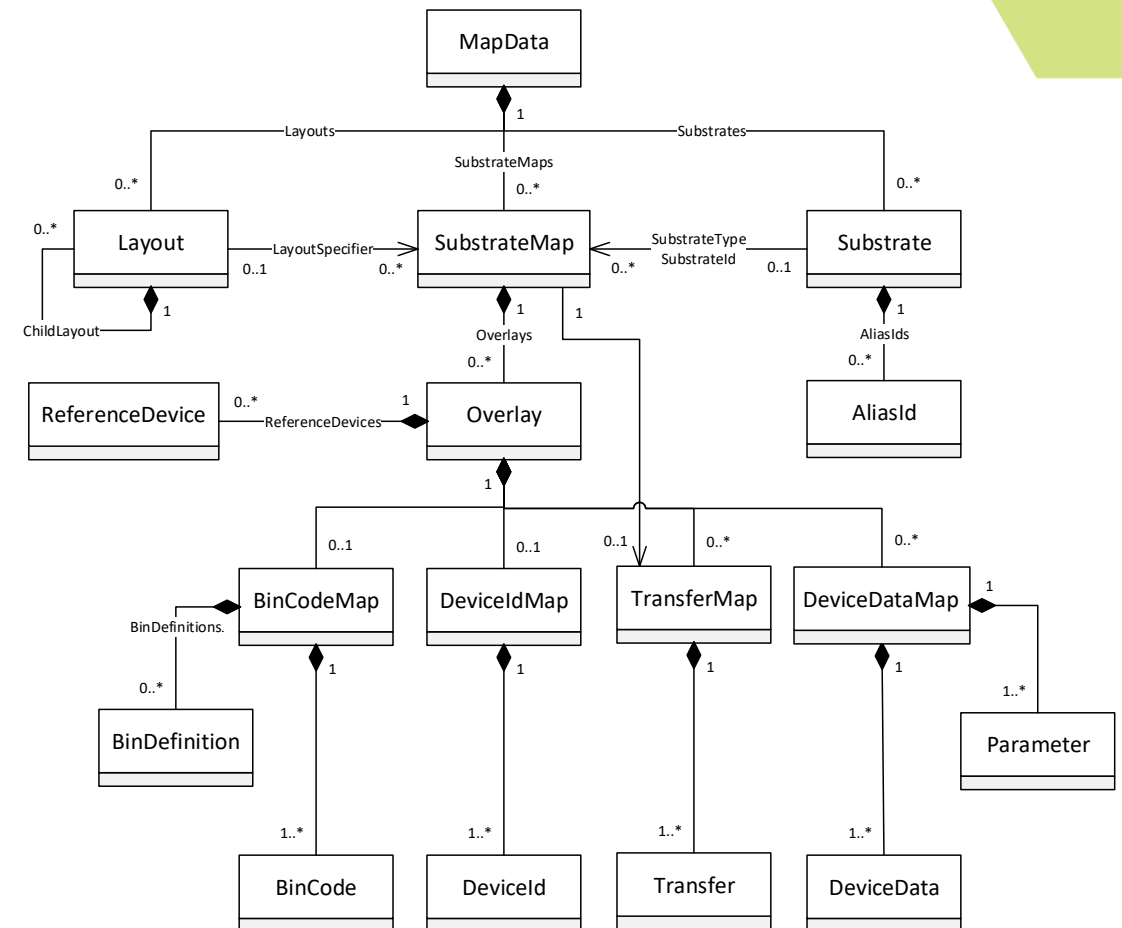 MapData
1
Layouts
Substrates
SubstrateMaps
0..*
0..*
0..*
0..*
Layout
SubstrateMap
Substrate
LayoutSpecifier
SubstrateType
SubstrateId
0..1
0..*
0..*
0..1
1
1
1
1
ChildLayout
Overlays
AliasIds
0..*
0..*
ReferenceDevice
0..*
ReferenceDevices
1
Overlay
AliasId
1
0..1
0..1
0..1
0..*
0..*
BinCodeMap
DeviceIdMap
TransferMap
DeviceDataMap
1
BinDefinitions.
1
1
1
1
0..*
1..*
BinDefinition
Parameter
1..*
1..*
1..*
1..*
BinCode
DeviceId
Transfer
DeviceData